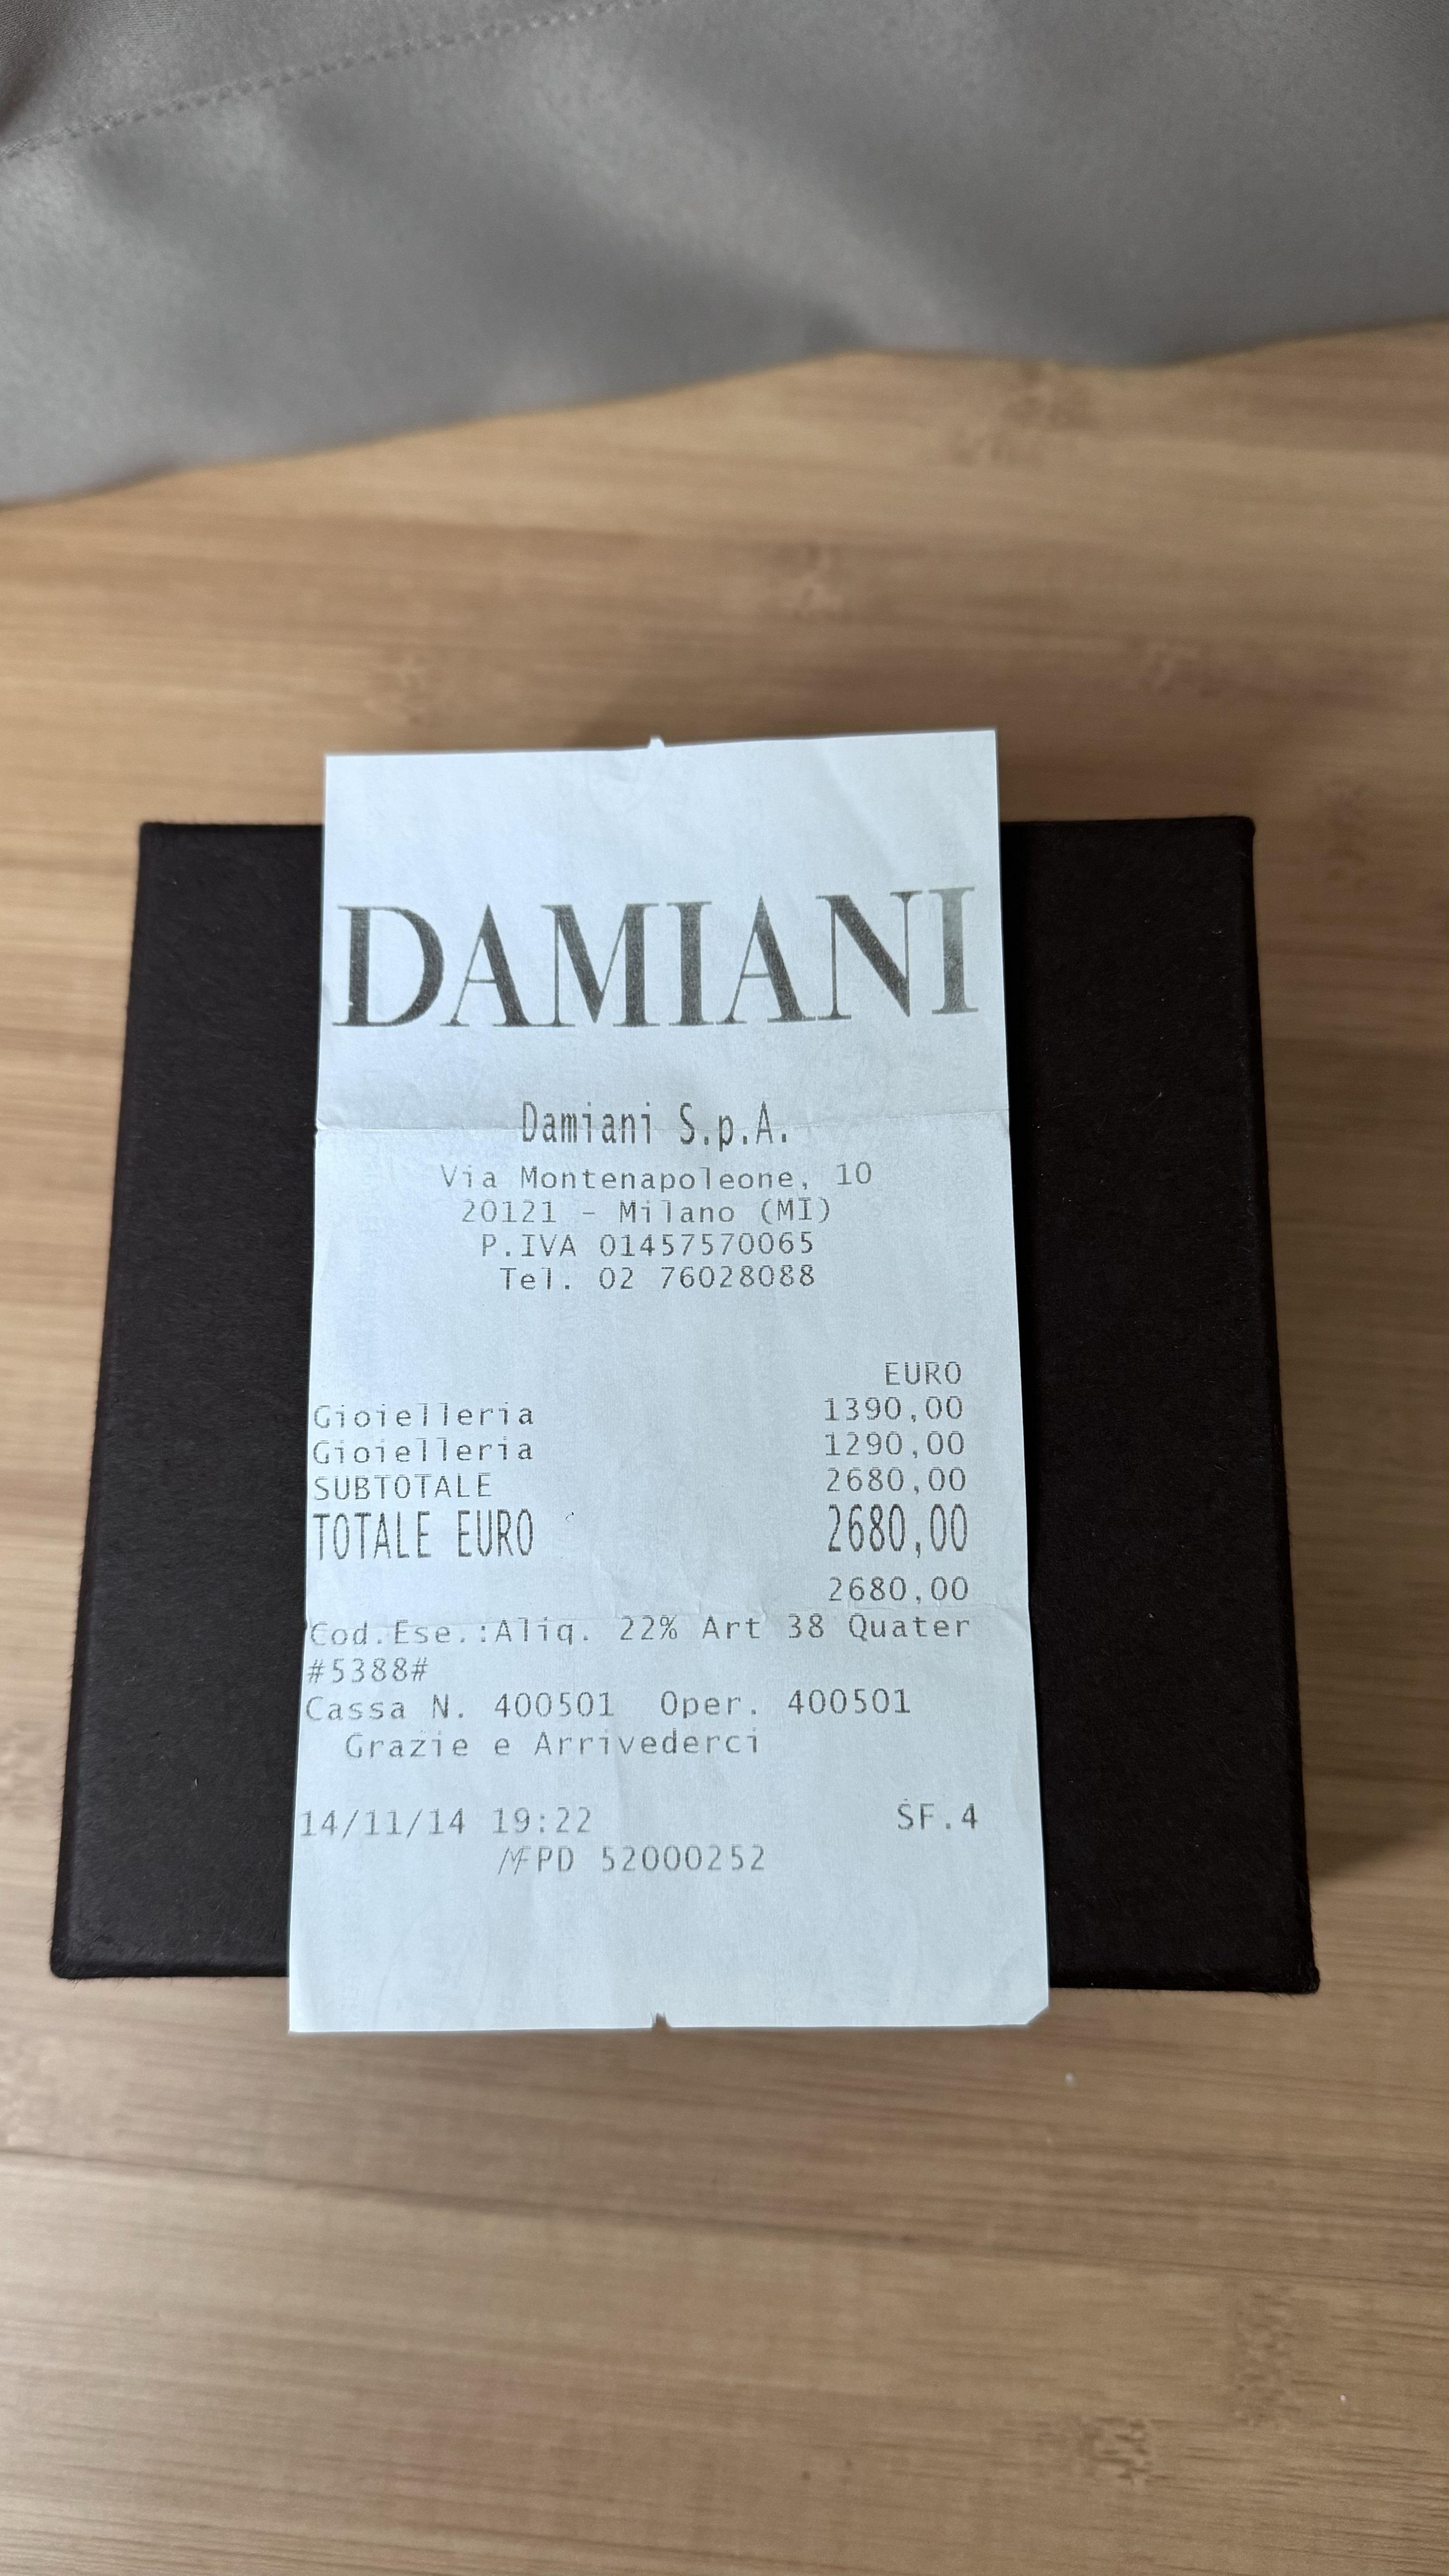 DAMIANI
Damiani S.p.A.
Via Montenapoleone, 10
20121 - Milano (MI)
P.IVA 01457570065
Tel. 02 76028088
EURO
Gioielleria 1390,00
Gioielleria 1290,00
SUBTOTALE 2680,00
TOTALE EURO 2680,00
2680,00
Cod.Ese.:Aliq. 22% Art 38 Quater
#5388#
Cassa N. 400501 Oper. 400501
Grazie e Arrivederci
14/11/14 19:22 SF.4
MFPD 52000252